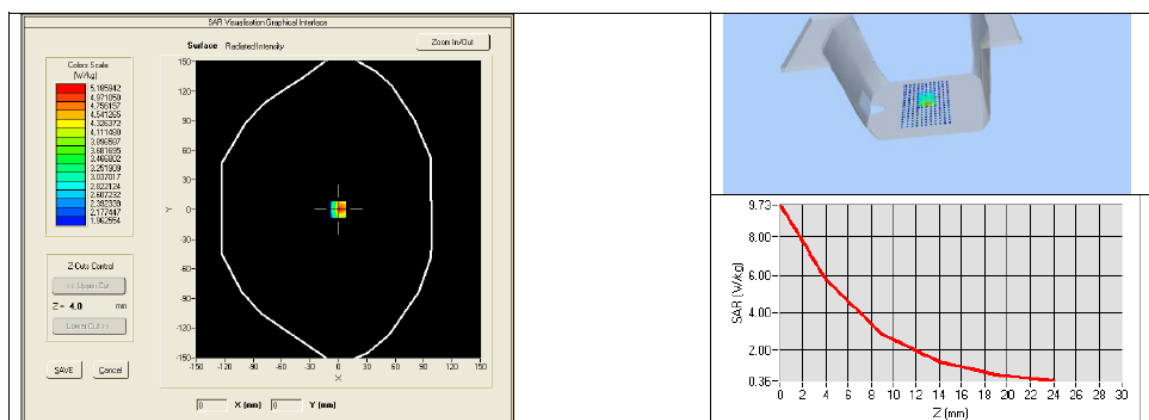 SAR Visualisation Graphical Interface
Surface Radiated Intensity
Zoom In/Out
Colors Scale
(W/kg)
5.185942
4.971050
4.756157
4.541265
4.326372
4.111480
3.896587
3.681695
3.466802
3.251909
3.037017
2.822124
2.607232
2.392339
2.177447
1.962554
150
120
90
60
30
0
-30
-60
-90
-120
-150
Y
-150 -120 -90 -60 -30 0 30 60 90 120 150
X
Z-Cuts Control
<< Upper Cut
Z = 4.0 mm
Lower Cut >>
SAVE Cancel
0 X (mm) 0 Y (mm)
9.73
8.00
6.00
4.00
2.00
0.36
SAR (W/kg)
0 2 4 6 8 10 12 14 16 18 20 22 24 26 28 30
Z (mm)